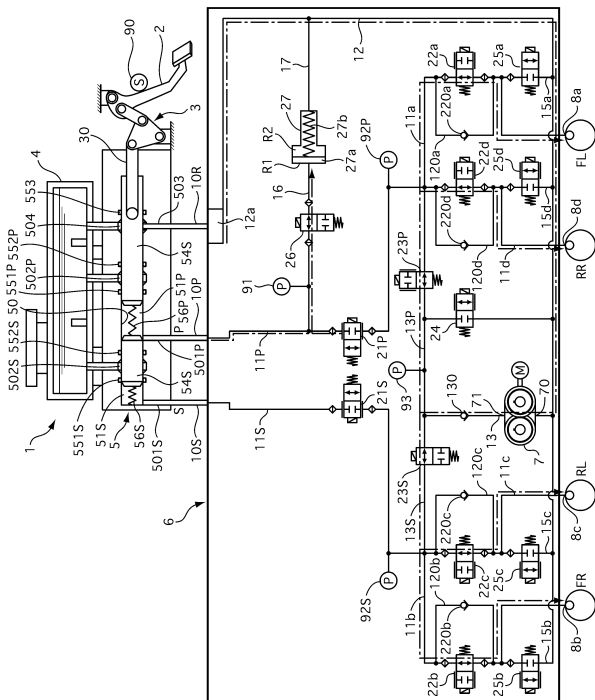 90
2
3
30
4
553
504
503
10R
552P
551P
502P
50
54S
51P
56P
P
10P
501P
552S
502S
551S
51S
5
56S
54S
S
501S
10S
1
6
12
12a
17
27
R2
R1
27b
27a
16
26
91
11P
21P
21S
11S
92P
92S
P
P
P
P
93
23P
13P
23S
13S
24
130
13
71
70
7
M
22a
25a
220a
120a
11a
15a
8a
FL
22d
25d
220d
120d
11d
15d
8d
RR
22c
25c
220c
120c
11c
15c
8c
RL
22b
25b
220b
120b
11b
15b
8b
FR
S